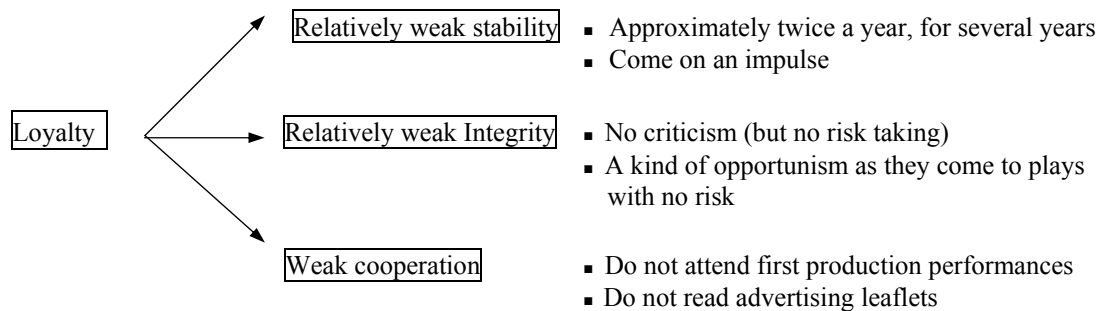 Relatively weak stability
▪ Approximately twice a year, for several years
▪ Come on an impulse
Loyalty
Relatively weak Integrity
▪ No criticism (but no risk taking)
▪ A kind of opportunism as they come to plays
with no risk
Weak cooperation
▪ Do not attend first production performances
▪ Do not read advertising leaflets